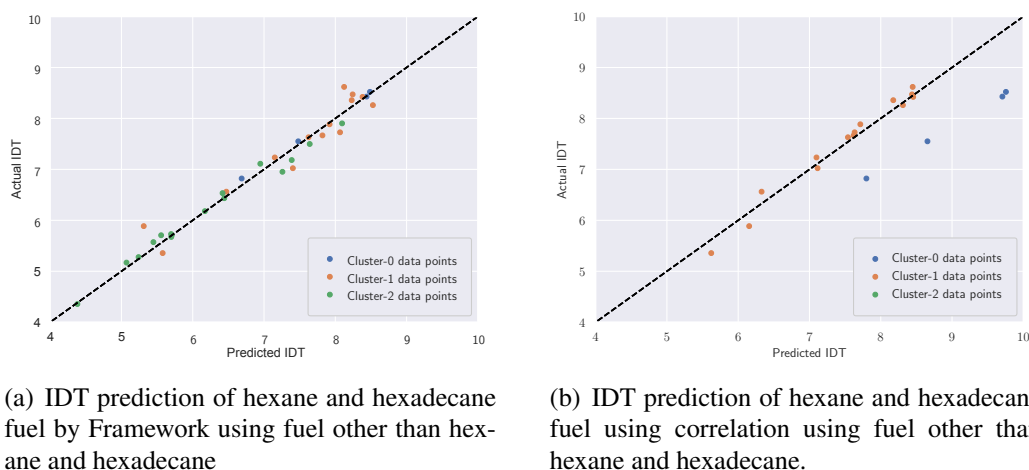 10
9
8
7
6
5
4
Actual IDT
Cluster-0 data points
Cluster-1 data points
Cluster-2 data points
4 5 6 7 8 9 10
Predicted IDT
10
9
8
7
6
5
4
Actual IDT
Cluster-0 data points
Cluster-1 data points
Cluster-2 data points
4 5 6 7 8 9 10
Predicted IDT
(a) IDT prediction of hexane and hexadecane
fuel by Framework using fuel other than hex-
ane and hexadecane
(b) IDT prediction of hexane and hexadecan
fuel using correlation using fuel other tha
hexane and hexadecane.